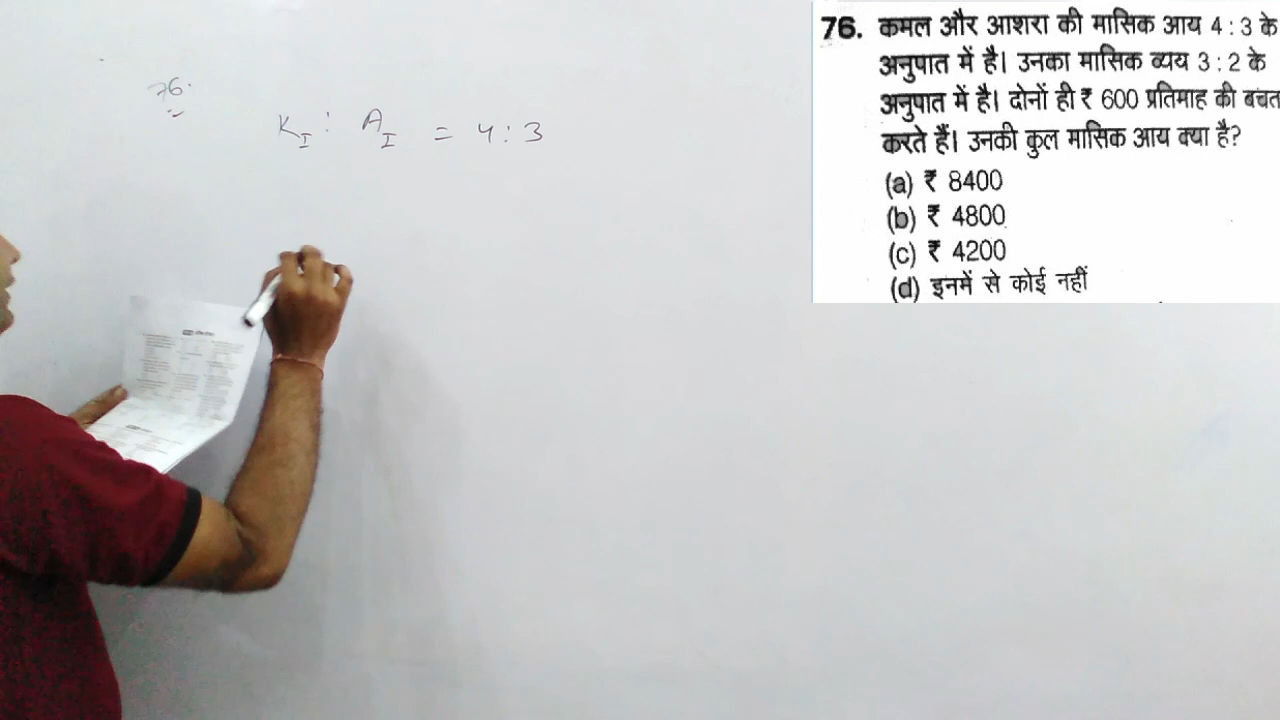 76.
K_I : A_I = 4 : 3
76. कमल और आशरा की मासिक आय 4 : 3 के
अनुपात में है। उनका मासिक व्यय 3 : 2 के
अनुपात में है। दोनों ही ₹ 600 प्रतिमाह की बचत
करते हैं। उनकी कुल मासिक आय क्या है?
(a) ₹ 8400
(b) ₹ 4800
(c) ₹ 4200
(d) इनमें से कोई नहीं